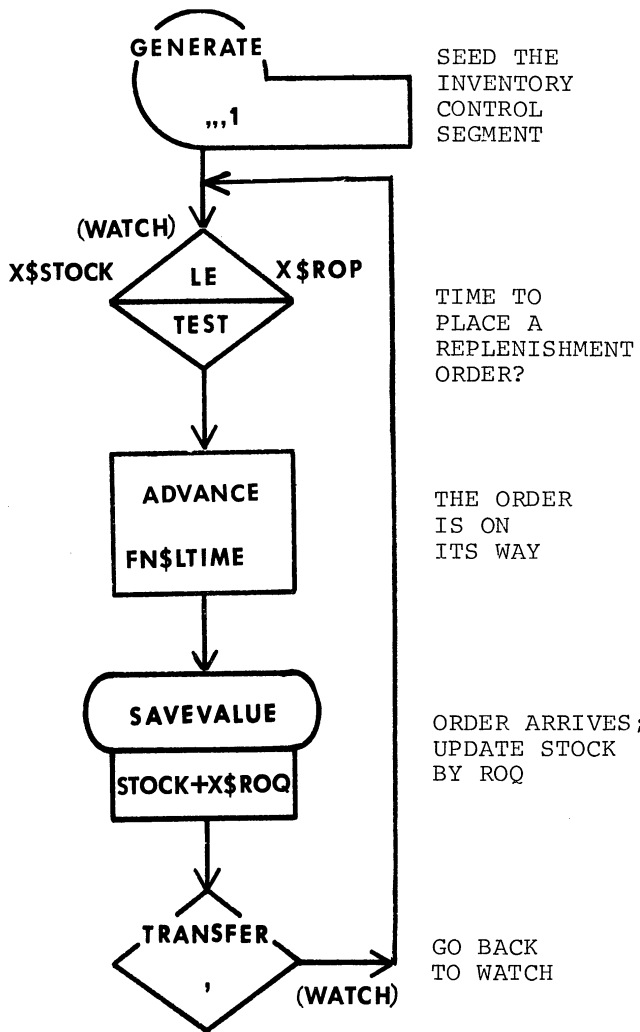 GENERATE
,,,1
SEED THE
INVENTORY
CONTROL
SEGMENT
(WATCH)
X$STOCK
LE
X$ROP
TEST
TIME TO
PLACE A
REPLENISHMENT
ORDER?
ADVANCE
FN$LTIME
THE ORDER
IS ON
ITS WAY
SAVEVALUE
STOCK+X$ROQ
ORDER ARRIVES;
UPDATE STOCK
BY ROQ
TRANSFER
,
(WATCH)
GO BACK
TO WATCH